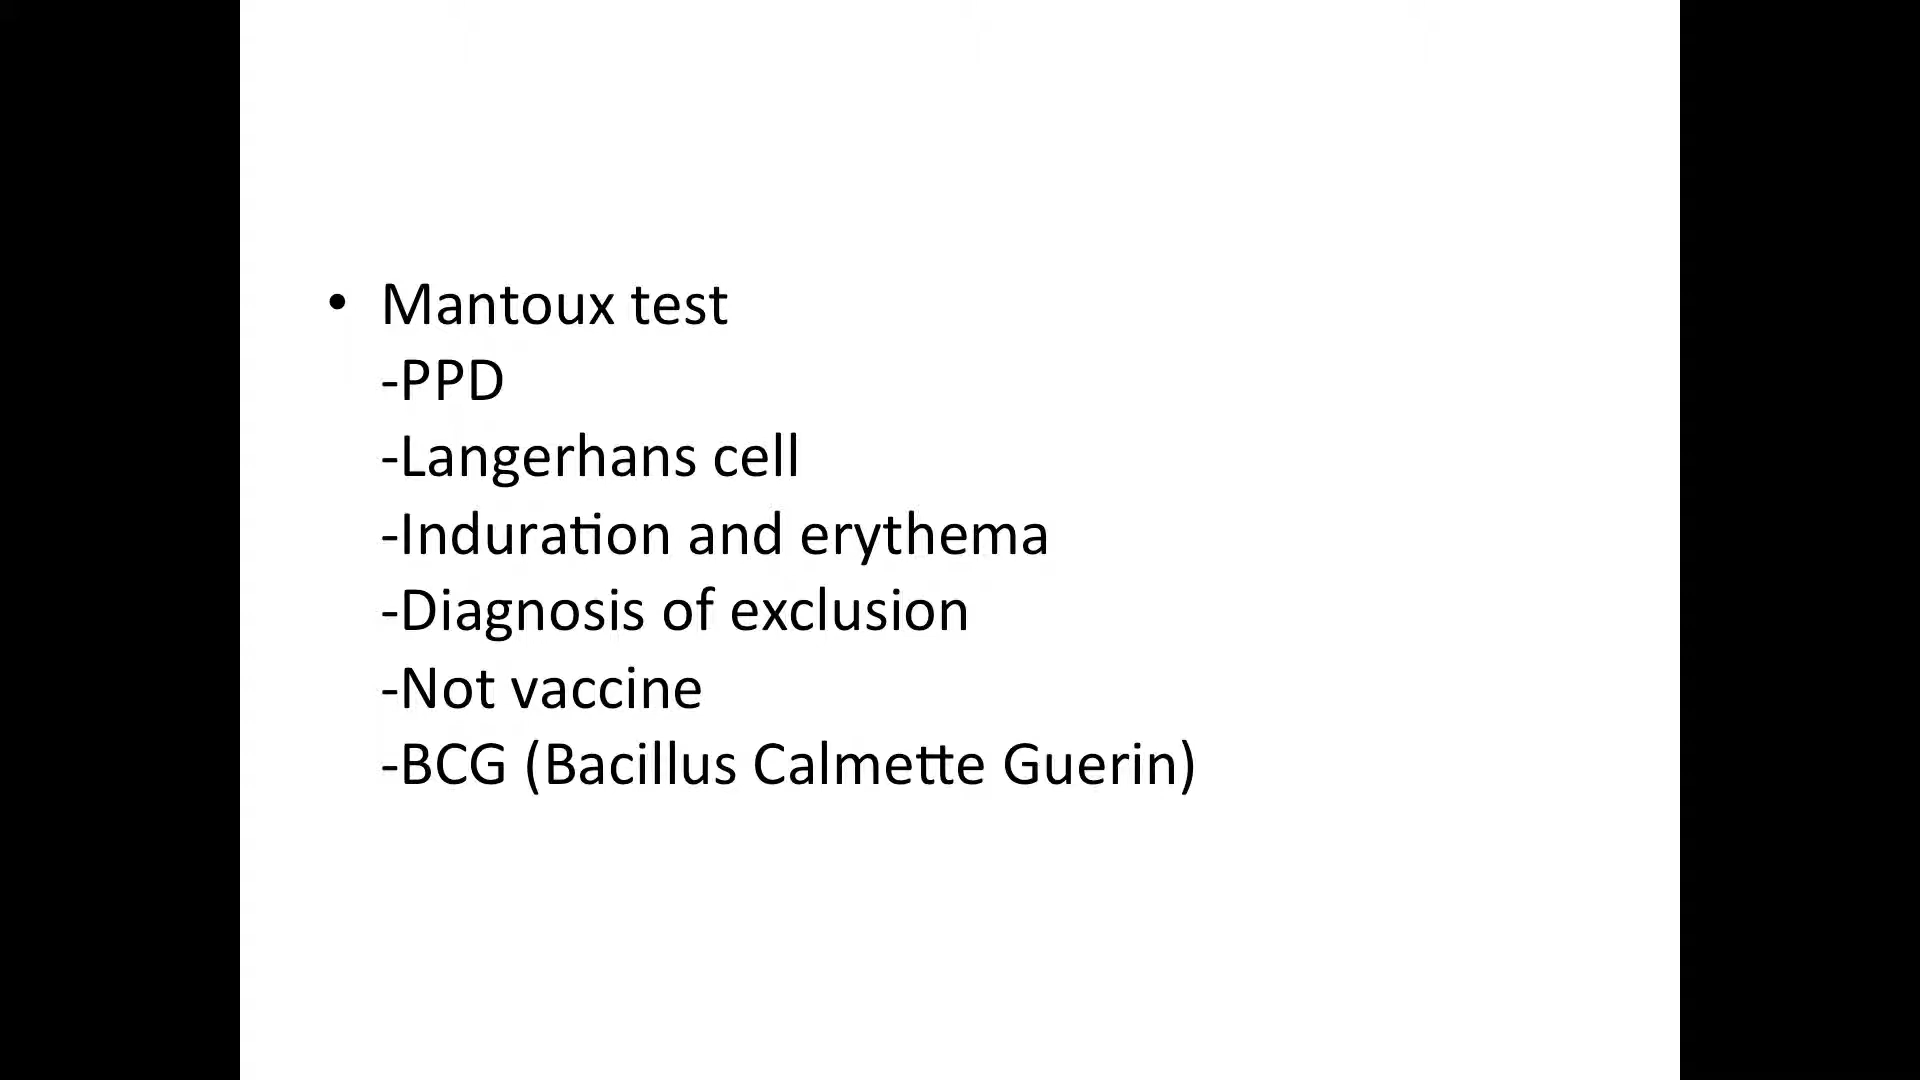 • Mantoux test
-PPD
-Langerhans cell
-Induration and erythema
-Diagnosis of exclusion
-Not vaccine
-BCG (Bacillus Calmette Guerin)